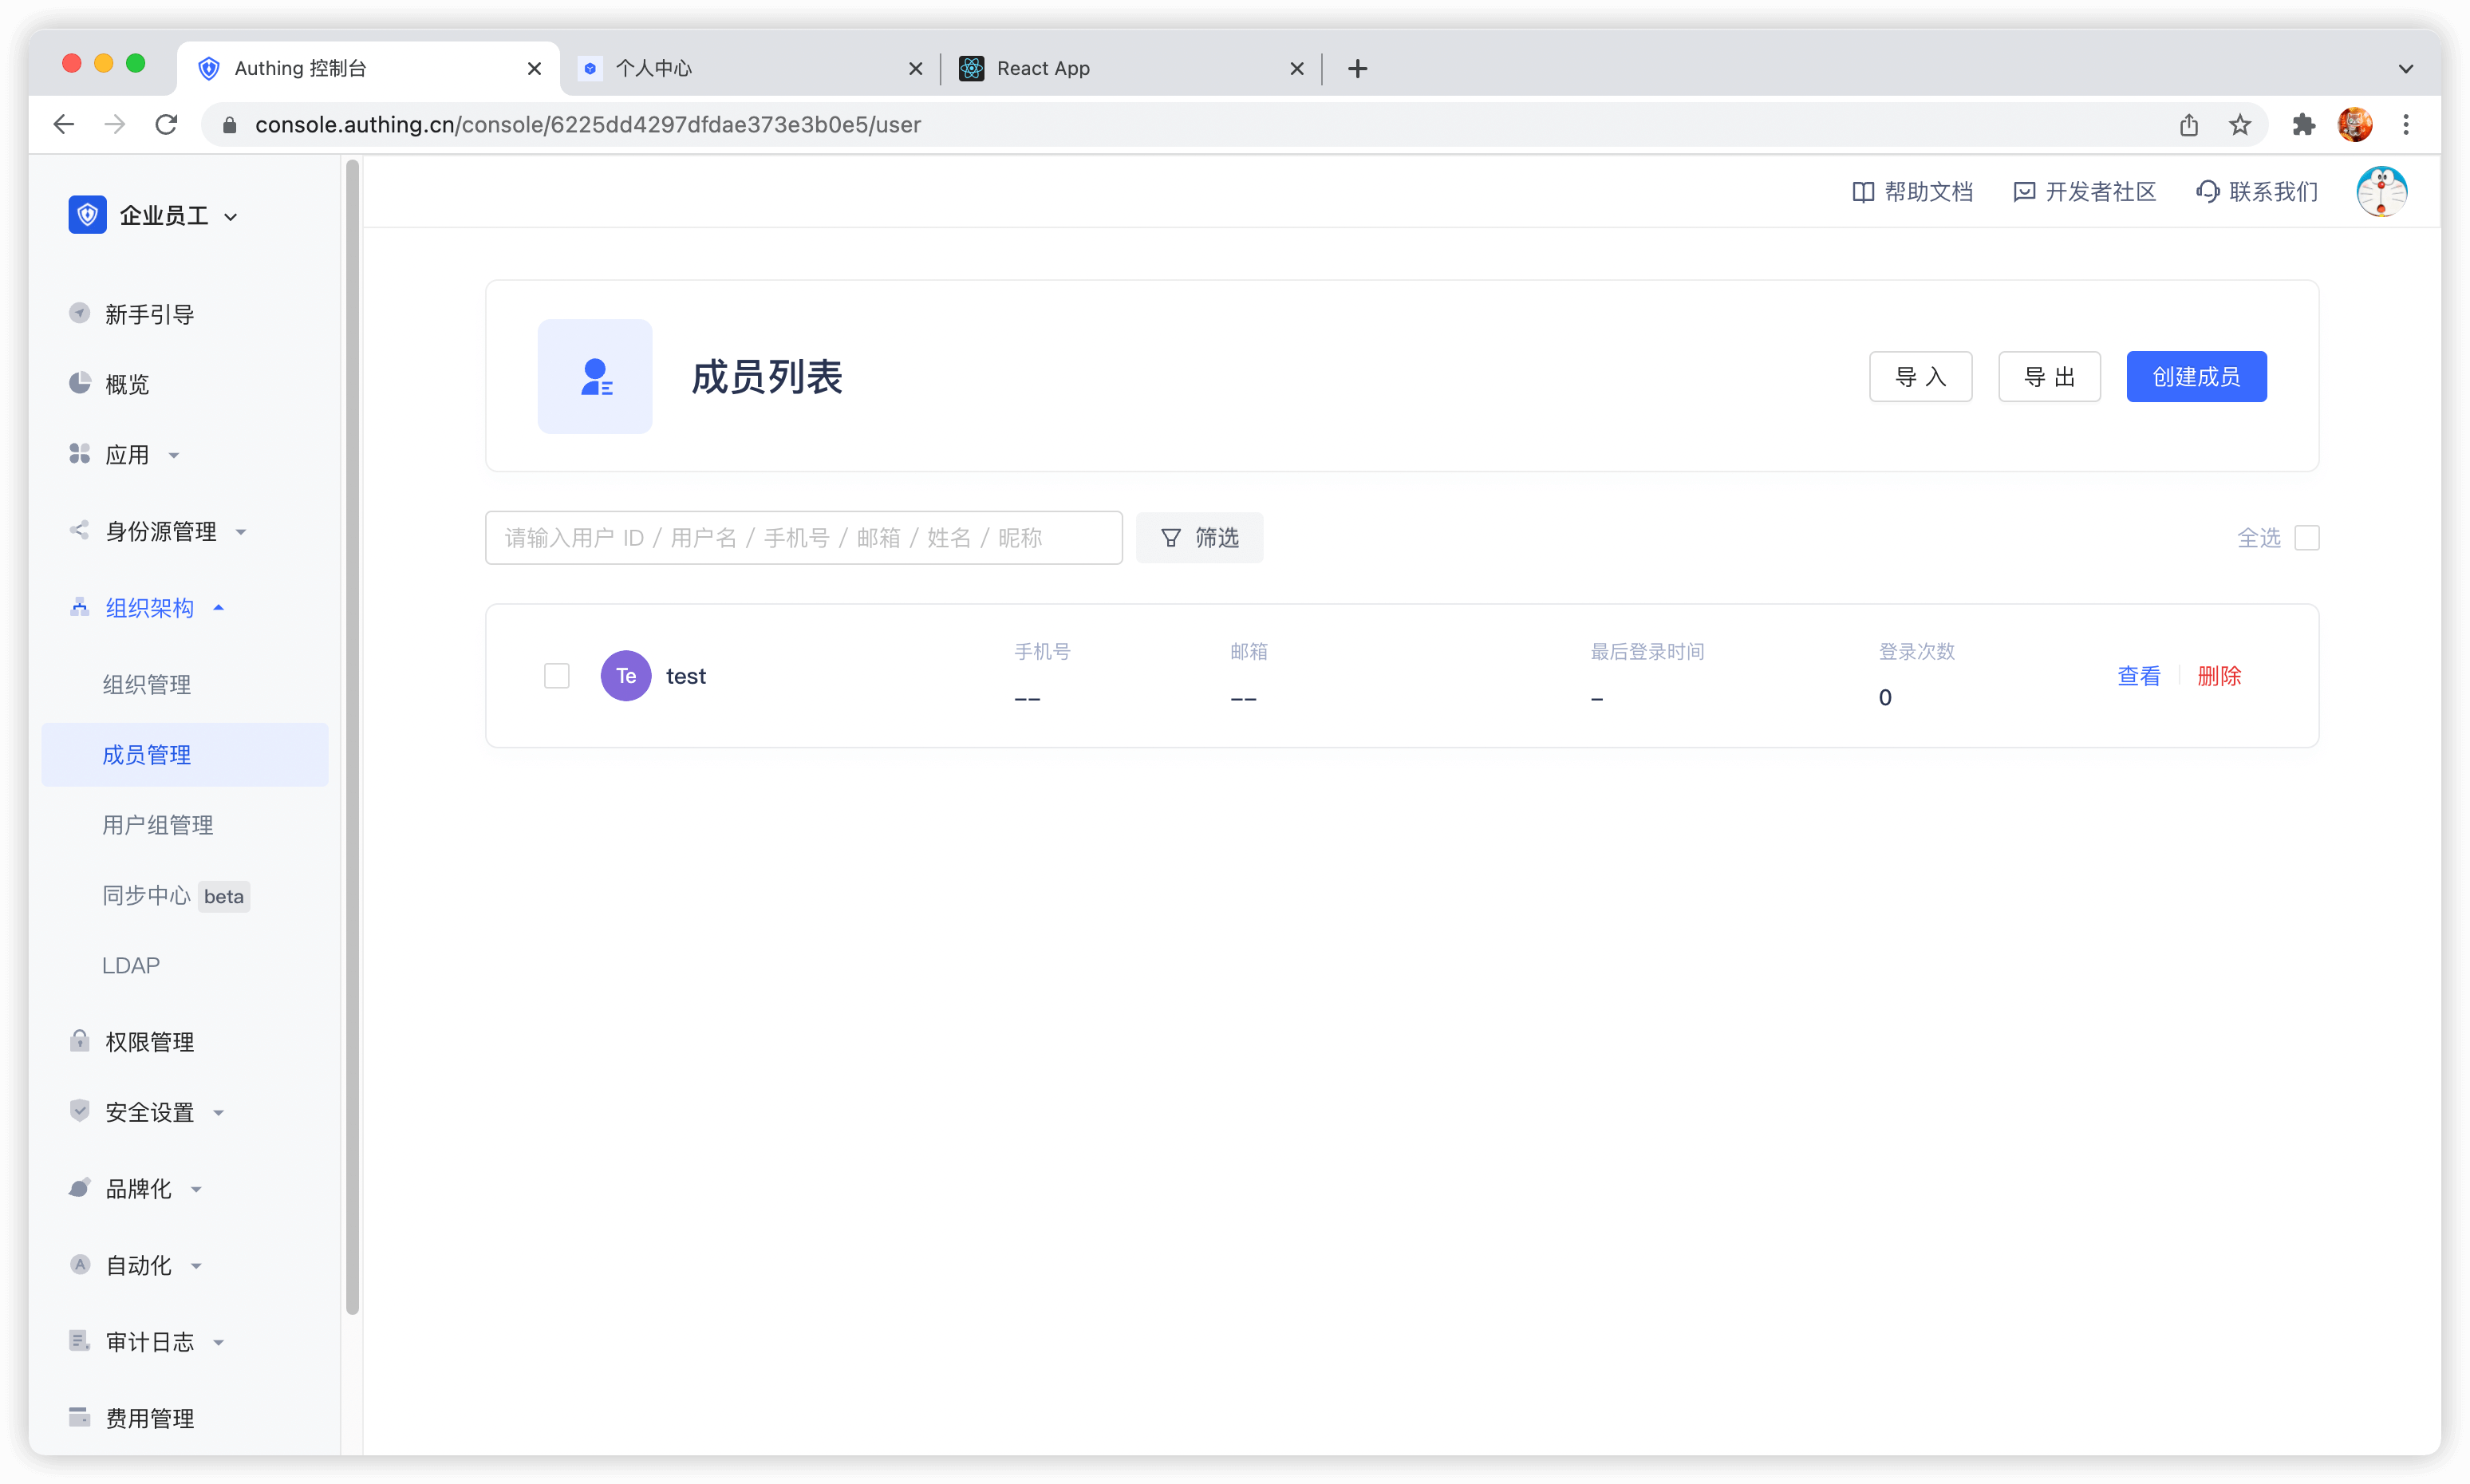 Authing 控制台
个人中心
React App
console.authing.cn/console/6225dd4297dfdae373e3b0e5/user
企业员工
帮助文档
开发者社区
联系我们
新手引导
概览
应用
身份源管理
组织架构
组织管理
成员管理
用户组管理
同步中心 beta
LDAP
权限管理
安全设置
品牌化
自动化
审计日志
费用管理
成员列表
导 入
导 出
创建成员
请输入用户 ID / 用户名 / 手机号 / 邮箱 / 姓名 / 昵称
筛选
全选
Te
test
手机号
--
邮箱
--
最后登录时间
-
登录次数
0
查看
删除